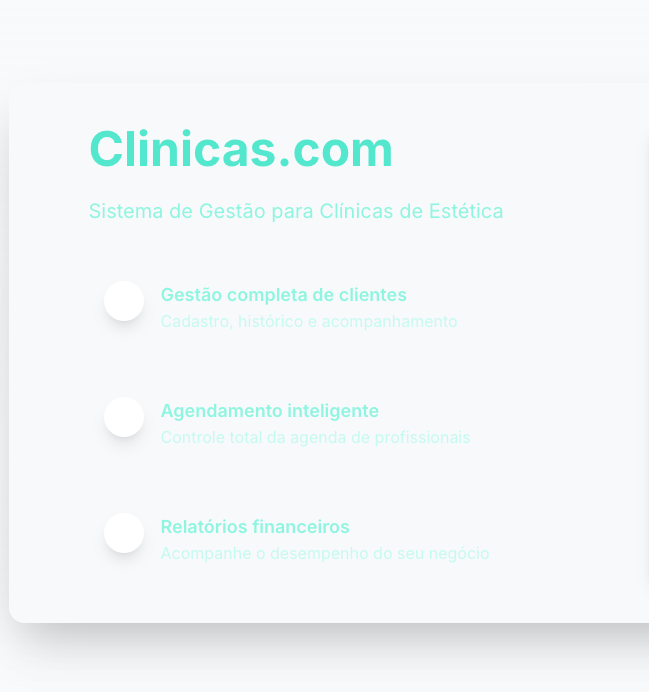 Clinicas.com
Sistema de Gestão para Clínicas de Estética
Gestão completa de clientes
Cadastro, histórico e acompanhamento
Agendamento inteligente
Controle total da agenda de profissionais
Relatórios financeiros
Acompanhe o desempenho do seu negócio